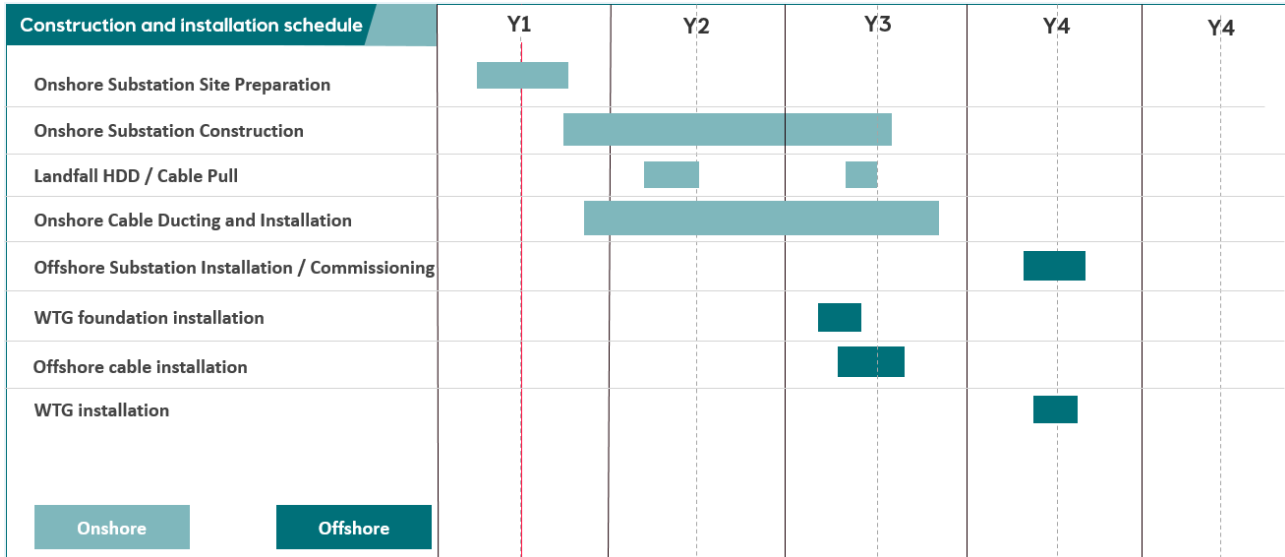 Construction and installation schedule Y1 Y2 Y3 Y4 Y4
Onshore Substation Site Preparation
Onshore Substation Construction
Landfall HDD / Cable Pull
Onshore Cable Ducting and Installation
Offshore Substation Installation / Commissioning
WTG foundation installation
Offshore cable installation
WTG installation
Onshore Offshore